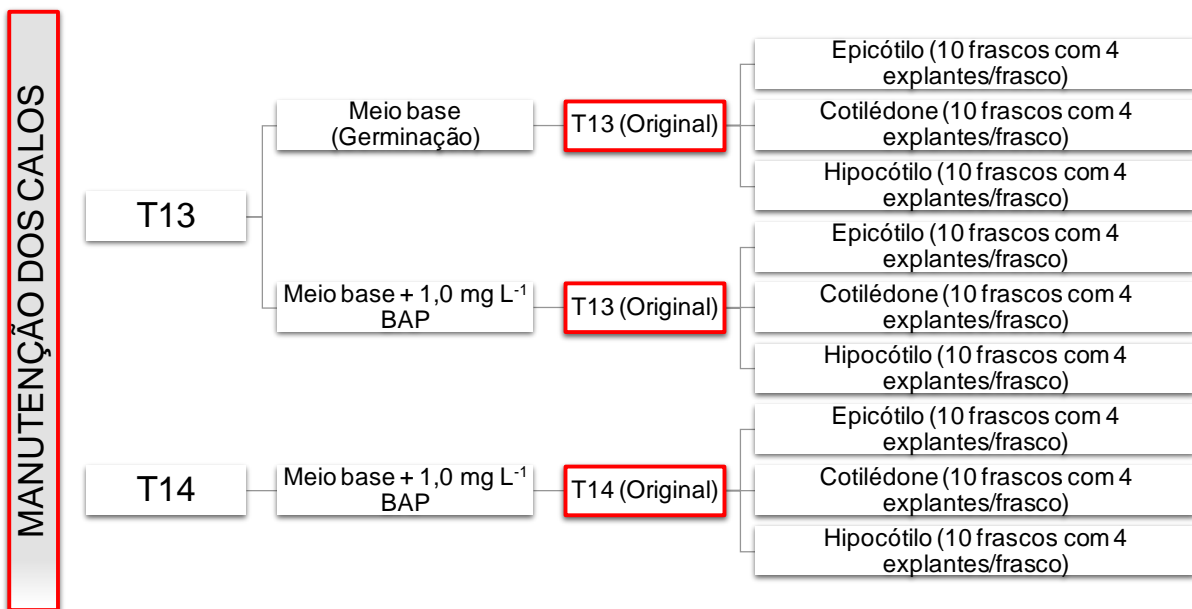 MANUTENÇÃO DOS CALOS
T13
Meio base
(Germinação)
T13 (Original)
Epicótilo (10 frascos com 4
explantes/frasco)
Cotilédone (10 frascos com 4
explantes/frasco)
Hipocótilo (10 frascos com 4
explantes/frasco)
Meio base + 1,0 mg L⁻¹
BAP
T13 (Original)
Epicótilo (10 frascos com 4
explantes/frasco)
Cotilédone (10 frascos com 4
explantes/frasco)
Hipocótilo (10 frascos com 4
explantes/frasco)
T14
Meio base + 1,0 mg L⁻¹
BAP
T14 (Original)
Epicótilo (10 frascos com 4
explantes/frasco)
Cotilédone (10 frascos com 4
explantes/frasco)
Hipocótilo (10 frascos com 4
explantes/frasco)